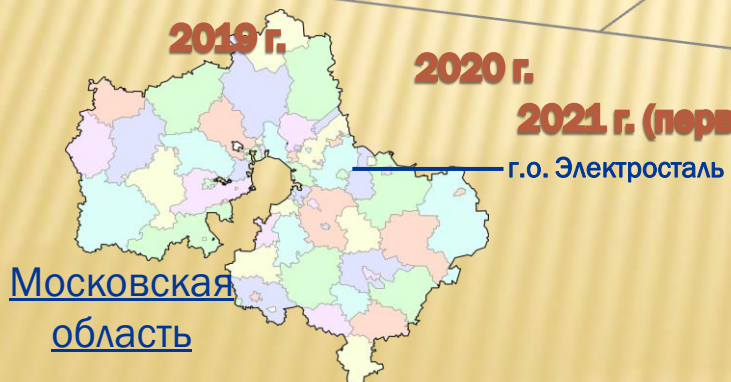 2019 г.
2020 г.
2021 г. (перв
г.о. Электросталь
Московская
область